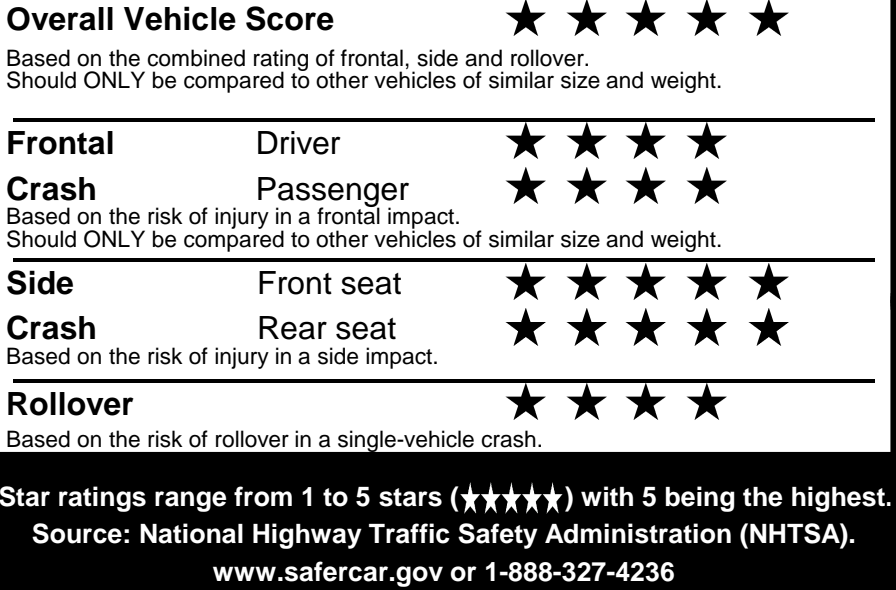 Overall Vehicle Score ★ ★ ★ ★ ★
Based on the combined rating of frontal, side and rollover.
Should ONLY be compared to other vehicles of similar size and weight.
Frontal Driver ★ ★ ★ ★
Crash Passenger ★ ★ ★ ★
Based on the risk of injury in a frontal impact.
Should ONLY be compared to other vehicles of similar size and weight.
Side Front seat ★ ★ ★ ★ ★
Crash Rear seat ★ ★ ★ ★ ★
Based on the risk of injury in a side impact.
Rollover ★ ★ ★ ★
Based on the risk of rollover in a single-vehicle crash.
Star ratings range from 1 to 5 stars (★★★★★) with 5 being the highest.
Source: National Highway Traffic Safety Administration (NHTSA).
www.safercar.gov or 1-888-327-4236